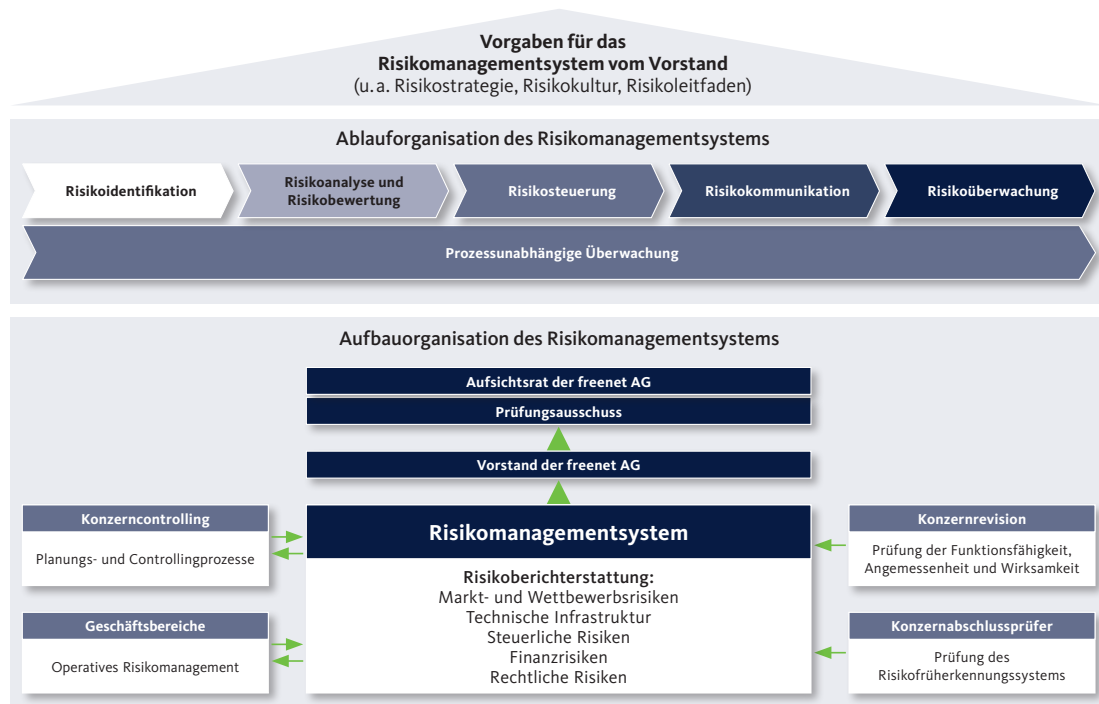 Vorgaben für das
Risikomanagementsystem vom Vorstand
(u. a. Risikostrategie, Risikokultur, Risikoleitfaden)
Ablauforganisation des Risikomanagementsystems
Risikoidentifikation
Risikoanalyse und
Risikobewertung
Risikosteuerung
Risikokommunikation
Risikoüberwachung
Prozessunabhängige Überwachung
Aufbauorganisation des Risikomanagementsystems
Aufsichtsrat der freenet AG
Prüfungsausschuss
Vorstand der freenet AG
Konzerncontrolling
Planungs- und Controllingprozesse
Geschäftsbereiche
Operatives Risikomanagement
Risikomanagementsystem
Risikoberichterstattung:
Markt- und Wettbewerbsrisiken
Technische Infrastruktur
Steuerliche Risiken
Finanzrisiken
Rechtliche Risiken
Konzernrevision
Prüfung der Funktionsfähigkeit,
Angemessenheit und Wirksamkeit
Konzernabschlussprüfer
Prüfung des
Risikofrüherkennungssystems